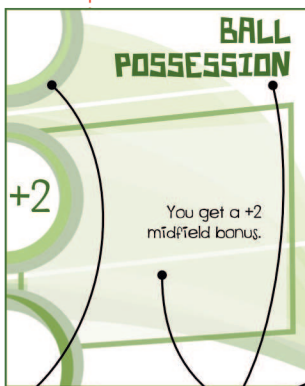 BALL
POSSESSION
+2
You get a +2
midfield bonus.